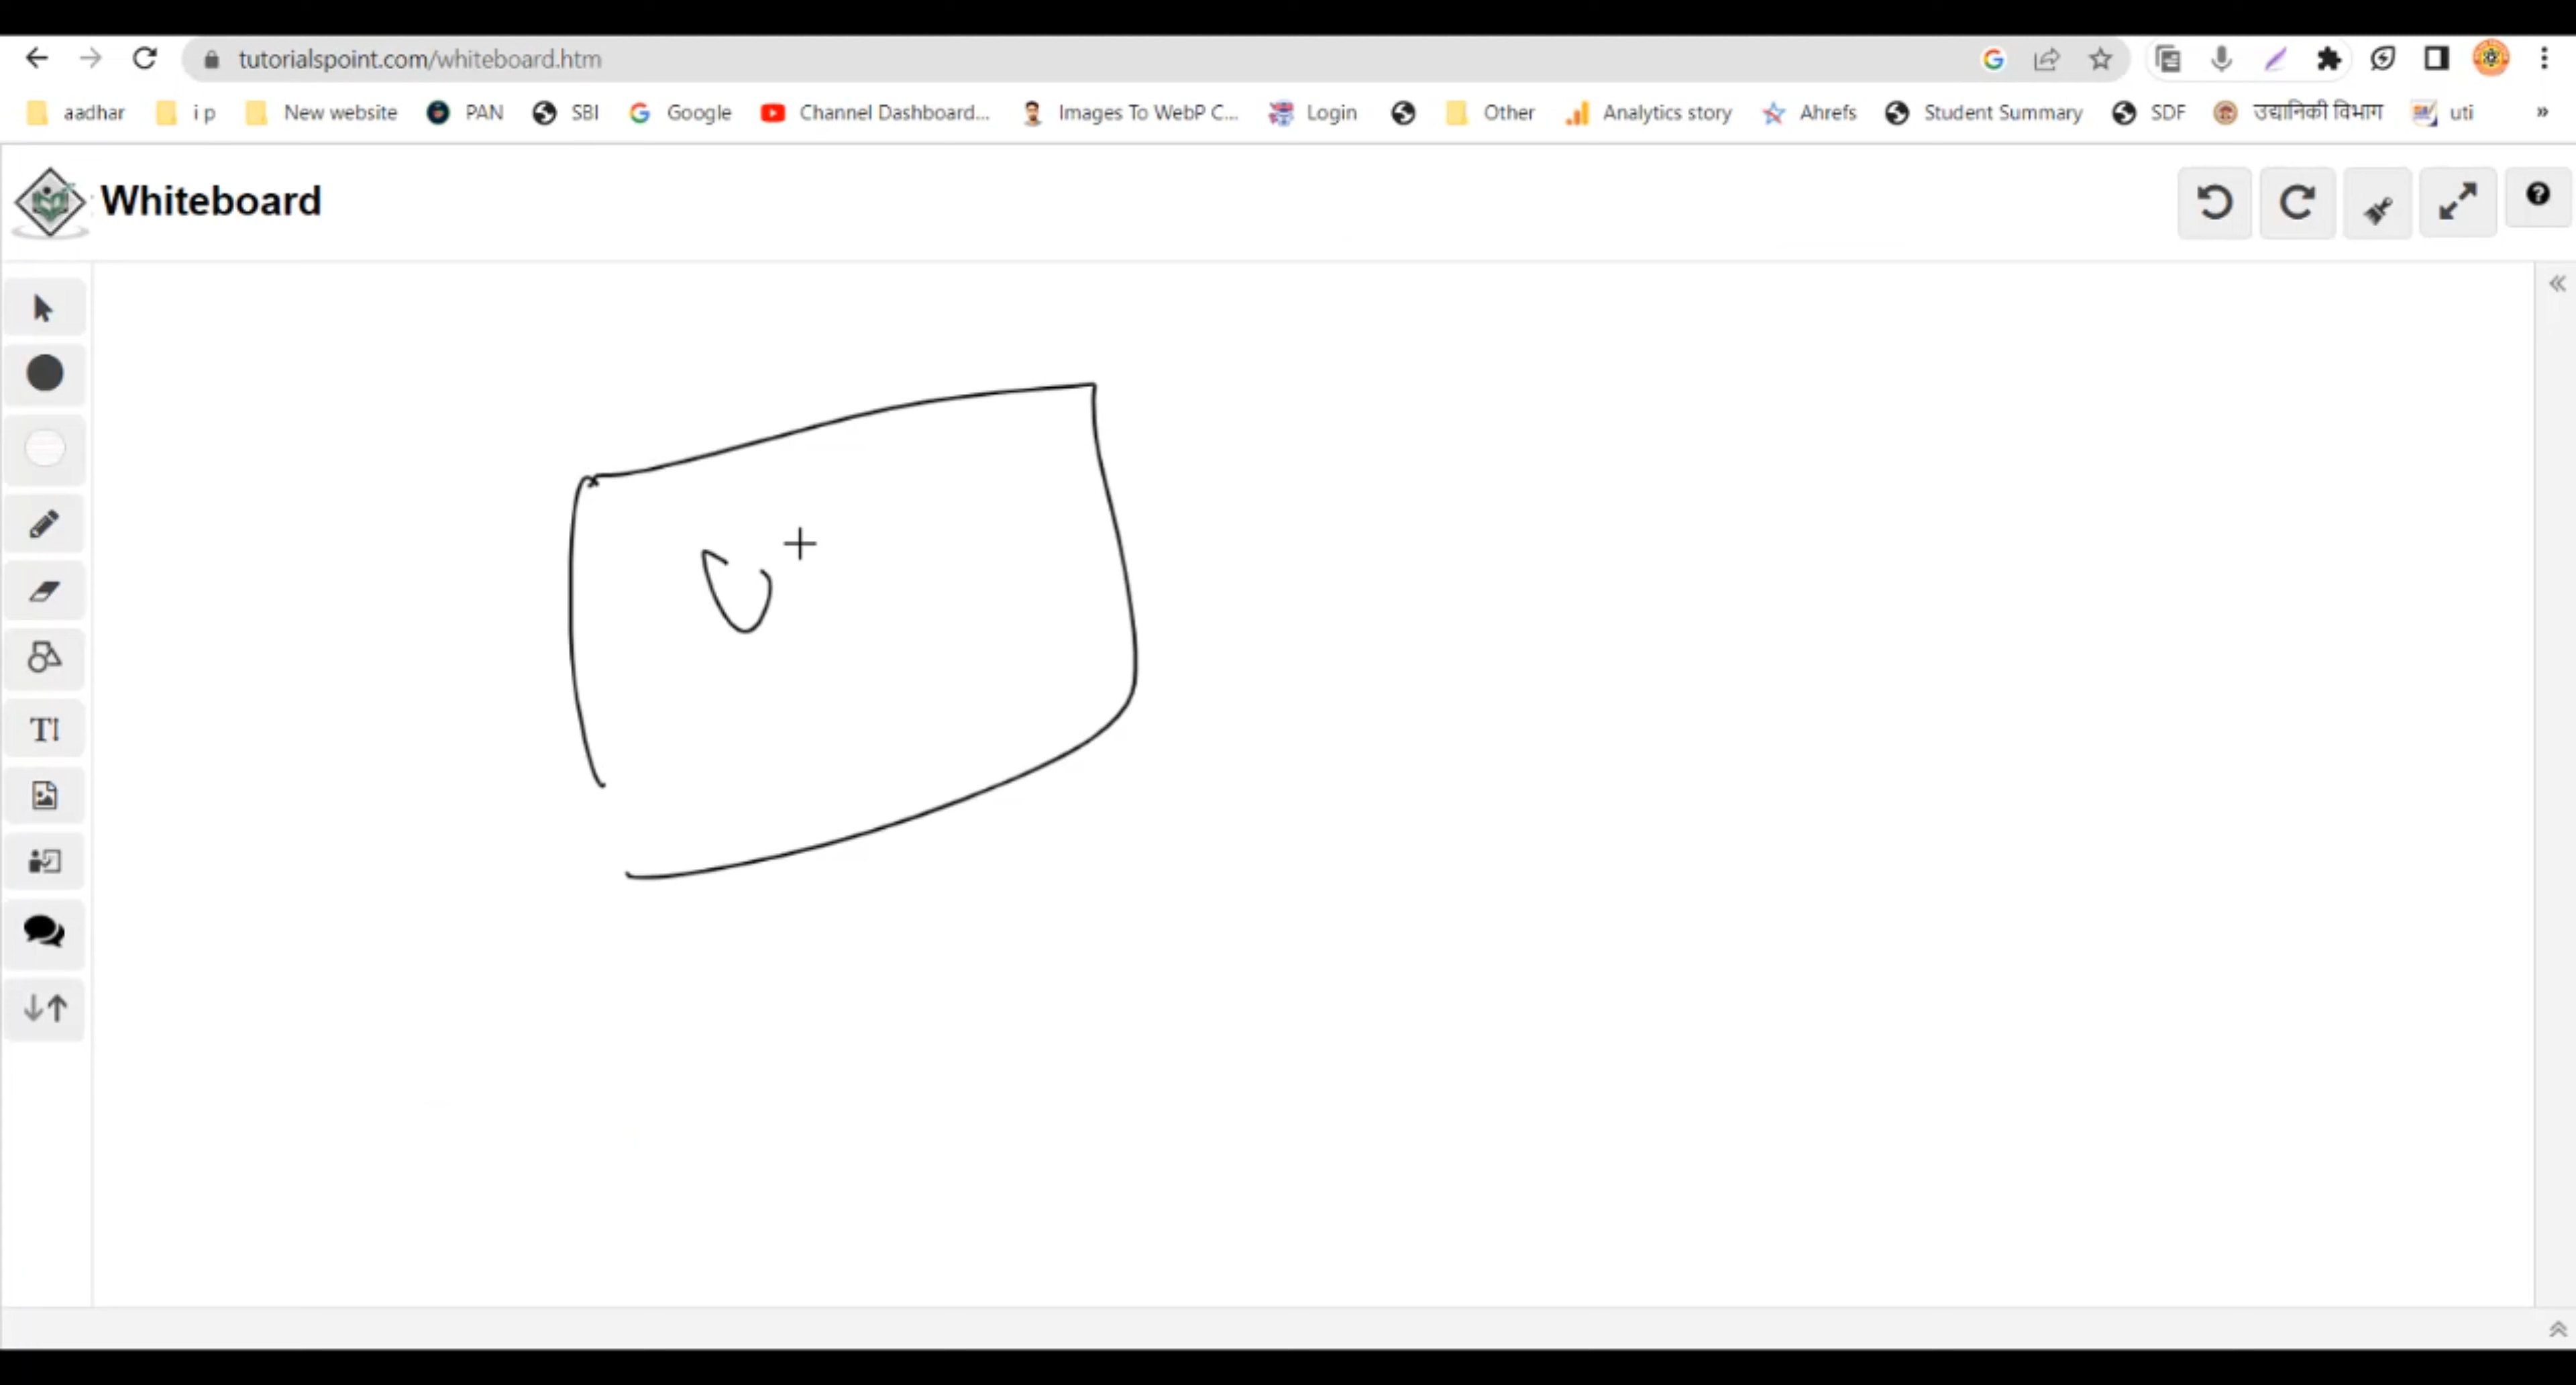 tutorialspoint.com/whiteboard.htm
aadhar i p New website PAN SBI Google Channel Dashboard... Images To WebP C... Login Other Analytics story Ahrefs Student Summary SDF उद्यानिकी विभाग uti »
Whiteboard